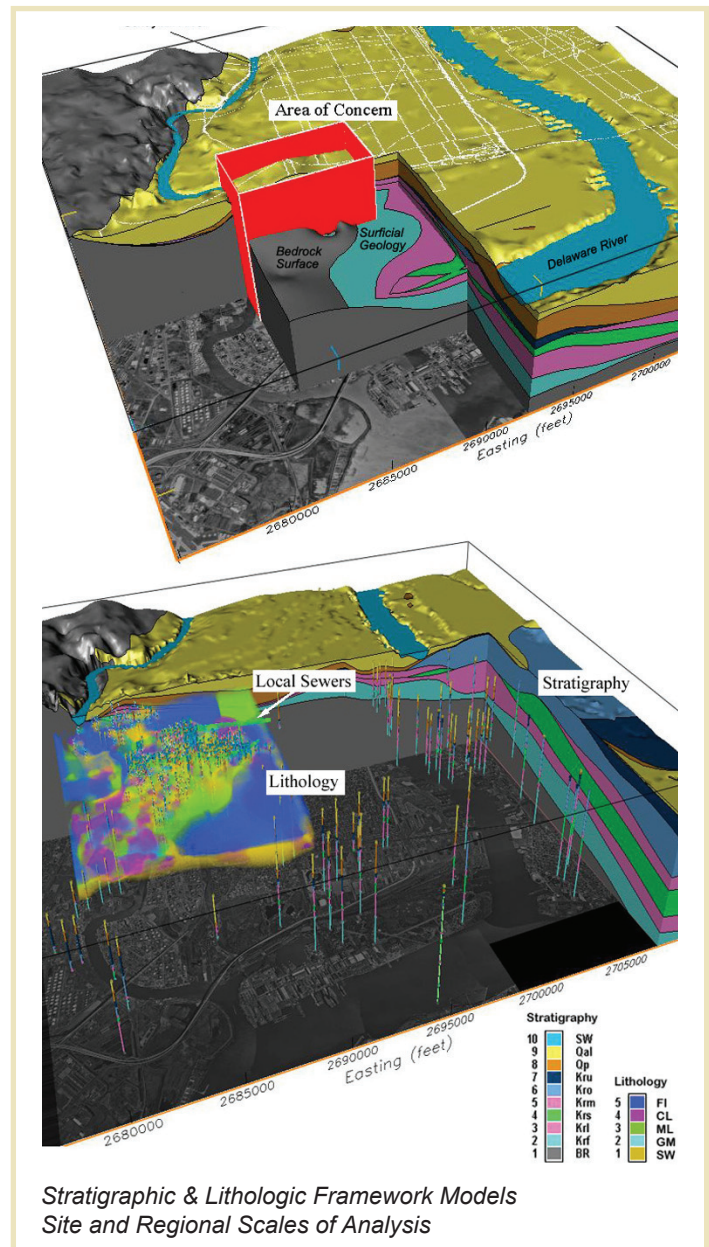 Area of Concern
Bedrock
Surface
Surficial
Geology
Delaware River
2680000
2685000
2690000
2695000
2700000
Easting (feet)
Local Sewers
Stratigraphy
Lithology
2680000
2685000
2690000
2695000
2700000
2705000
Easting (feet)
Stratigraphy
10 SW
9 Qal
8 Qp
7 Kru
6 Kro
5 Krm
4 Krs
3 Krl
2 Krf
1 BR
Lithology
5 FI
4 CL
3 ML
2 GM
1 SW
Stratigraphic & Lithologic Framework Models
Site and Regional Scales of Analysis